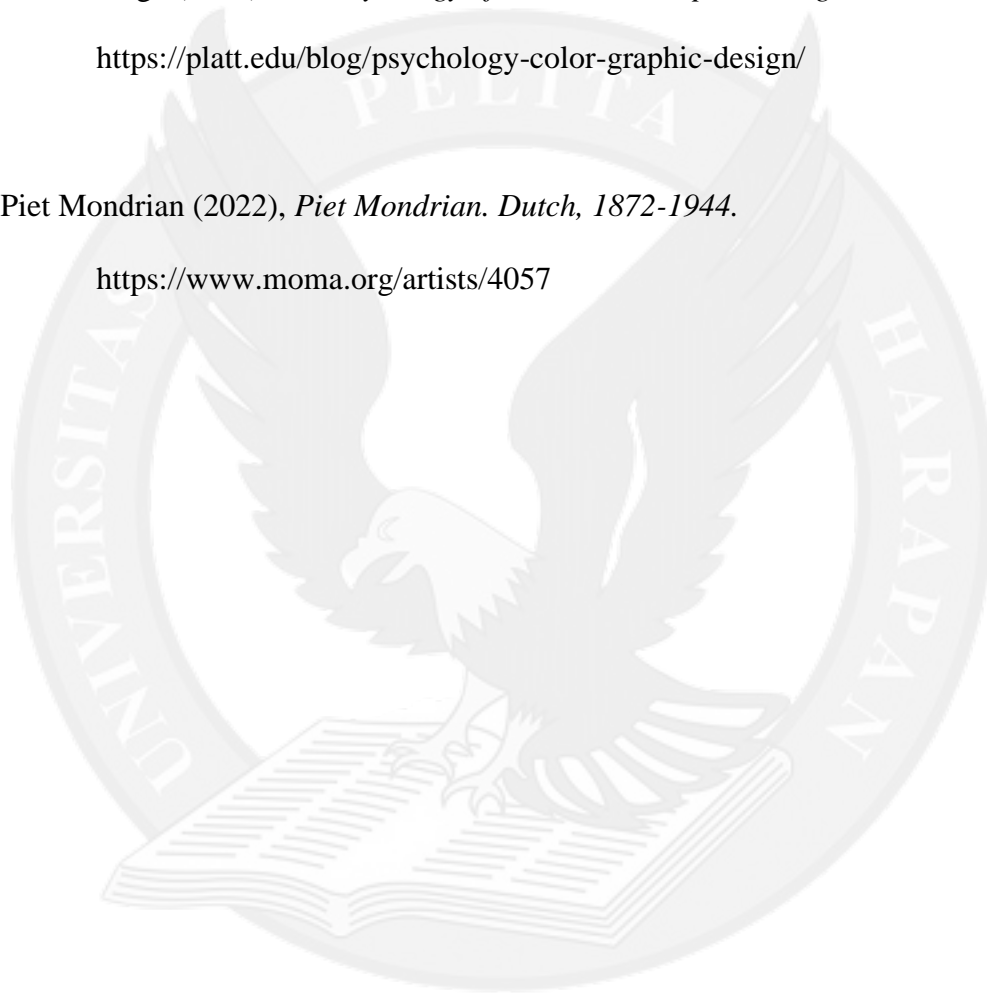 https://platt.edu/blog/psychology-color-graphic-design/
PELITA
Piet Mondrian (2022), Piet Mondrian. Dutch, 1872-1944.
https://www.moma.org/artists/4057
UNIVERSITAS
HARAPAN